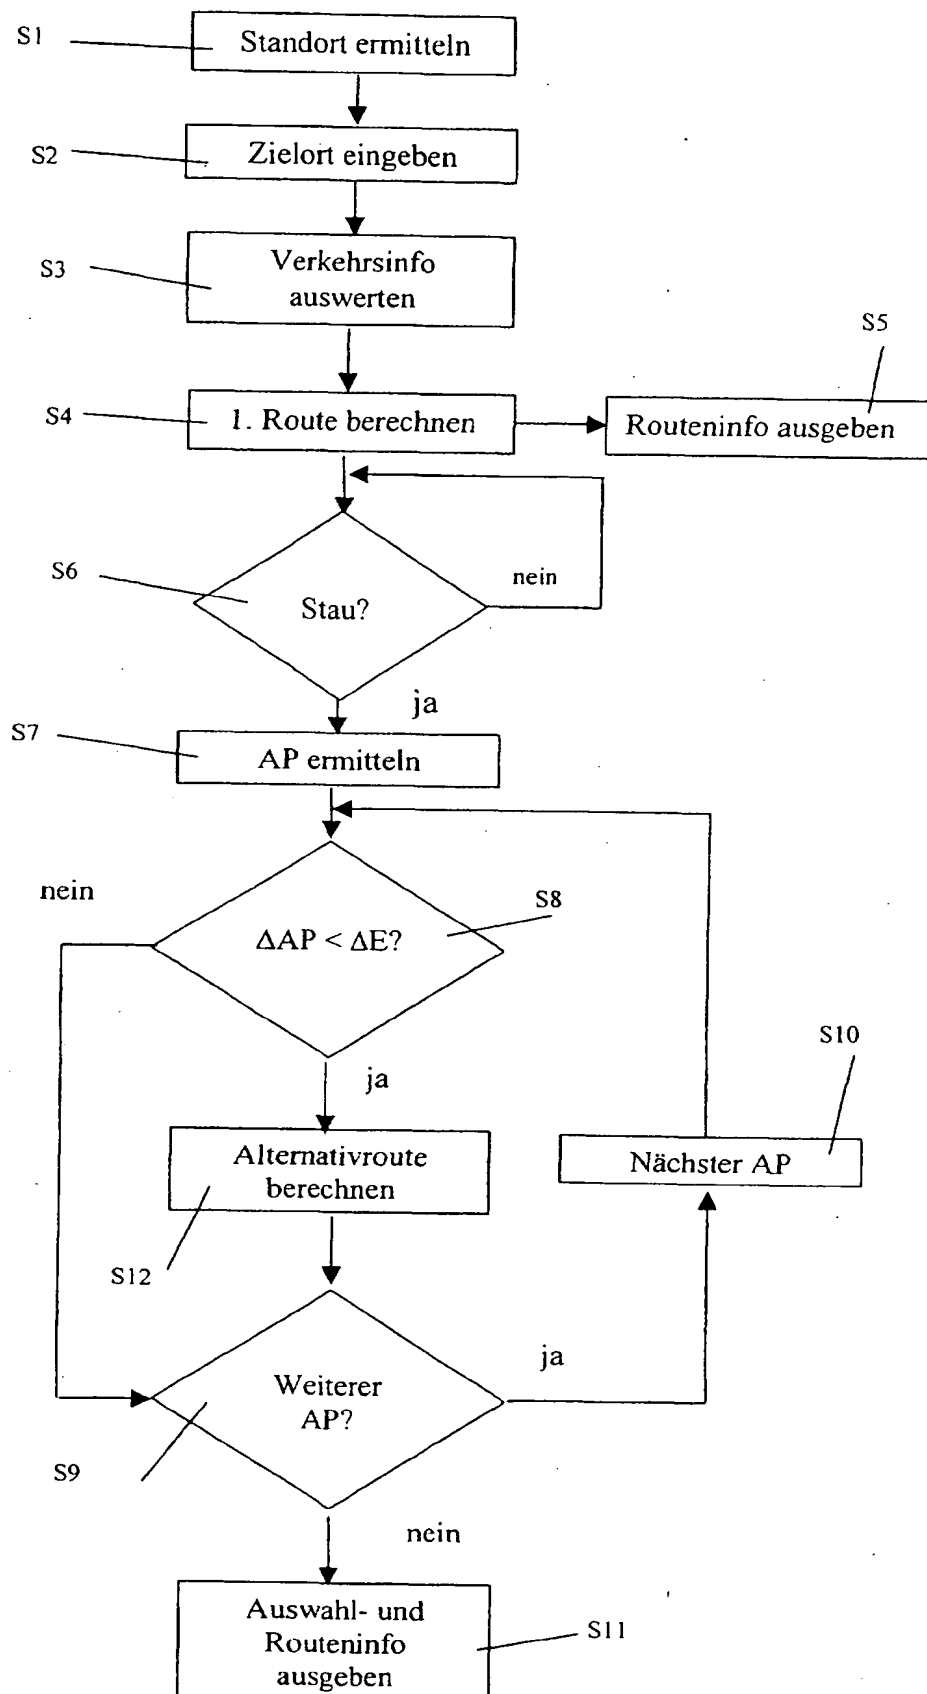 S1
Standort ermitteln
S2
Zielort eingeben
S3
Verkehrsinfo
auswerten
S5
S4
1. Route berechnen
Routeninfo ausgeben
S6
Stau?
nein
ja
S7
AP ermitteln
nein
S8
ΔAP < ΔE?
S10
ja
Alternativroute
berechnen
Nächster AP
S12
ja
Weiterer
AP?
S9
nein
Auswahl- und
Routeninfo
ausgeben
S11